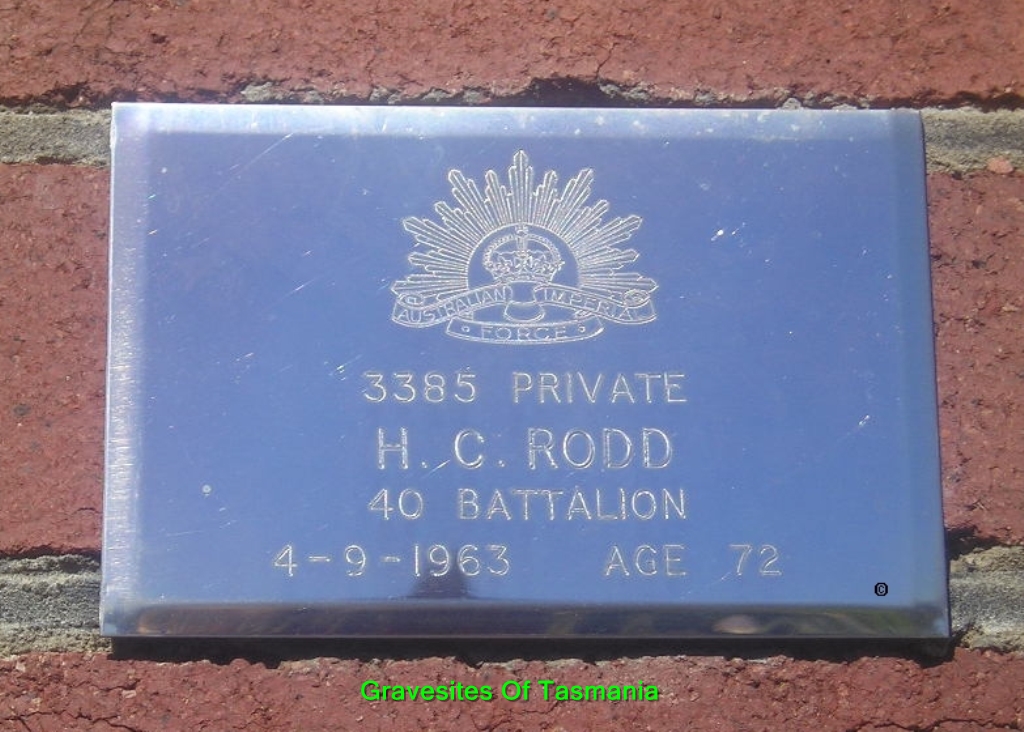 AUSTRALIAN IMPERIAL
FORCE
3385 PRIVATE
H. C. RODD
40 BATTALION
4-9-1963 AGE 72
©
Gravesites Of Tasmania